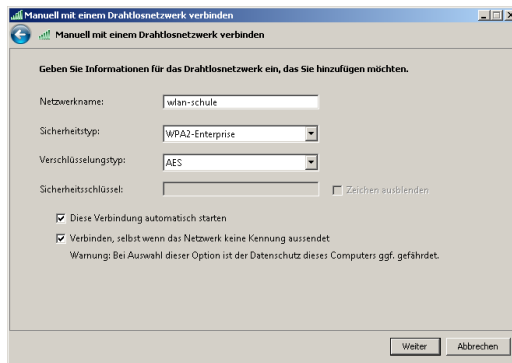 Manuell mit einem Drahtlosnetzwerk verbinden
Manuell mit einem Drahtlosnetzwerk verbinden
Geben Sie Informationen für das Drahtlosnetzwerk ein, das Sie hinzufügen möchten.
Netzwerkname: wlan-schule
Sicherheitstyp: WPA2-Enterprise
Verschlüsselungstyp: AES
Sicherheitsschlüssel: Zeichen ausblenden
Diese Verbindung automatisch starten
Verbinden, selbst wenn das Netzwerk keine Kennung aussendet
Warnung: Bei Auswahl dieser Option ist der Datenschutz dieses Computers ggf. gefährdet.
Weiter Abbrechen